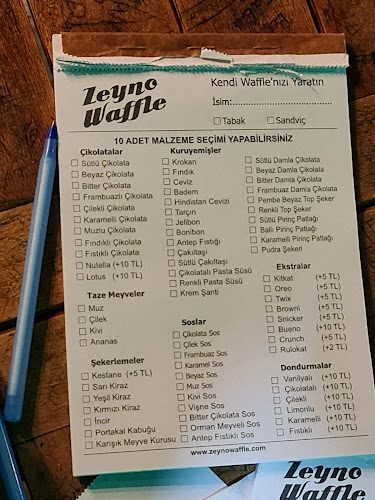 Zeyno
Waffle
Kendi Waffle'nizi Yaratın
İsim:
Tabak
Sandviç
10 ADET MALZEME SEÇİMİ YAPABİLİRSİNİZ
Çikolatalar
Sütlü Çikolata
Beyaz Çikolata
Bitter Çikolata
Frambuazlı Çikolata
Çilekli Çikolata
Karamelli Çikolata
Muzlu Çikolata
Fındıklı Çikolata
Fıstıklı Çikolata
Nutella (+10 TL)
Lotus (+10 TL)
Taze Meyveler
Muz
Çilek
Kivi
Ananas
Şekerlemeler
Kestane (+5 TL)
Sarı Kiraz
Yeşil Kiraz
Kırmızı Kiraz
İncir
Portakal Kabuğu
Karışık Meyve Kurusu
Kuruyemişler
Krokan
Fındık
Ceviz
Badem
Hindistan Cevizi
Tarçın
Jelibon
Bonibon
Antep Fıstığı
Çakıltaşı
Sütlü Çakıltaşı
Çikolatalı Pasta Süsü
Renkli Pasta Süsü
Krem Şanti
Soslar
Çikolata Sos
Çilek Sos
Frambuaz Sos
Karamel Sos
Beyaz Sos
Muz Sos
Kivi Sos
Vişne Sos
Bitter Çikolata Sos
Orman Meyveli Sos
Antep Fıstıklı Sos
Sütlü Damla Çikolata
Beyaz Damla Çikolata
Bitter Damla Çikolata
Frambuaz Damla Çikolata
Pembe Beyaz Top Şeker
Renkli Top Şeker
Sütlü Pirinç Patlağı
Ballı Pirinç Patlağı
Karamelli Pirinç Patlağı
Pudra Şekeri
Ekstralar
Kitkat (+5 TL)
Oreo (+5 TL)
Twix (+5 TL)
Browni (+5 TL)
Snicker (+5 TL)
Bueno (+10 TL)
Crunch (+5 TL)
Rulokat (+2 TL)
Dondurmalar
Vanilyalı (+10 TL)
Çikolatalı (+10 TL)
Çilekli (+10 TL)
Limonlu (+10 TL)
Karamelli (+10 TL)
Fıstıklı (+10 TL)
www.zeynowaffle.com
Zeyno
Waffle